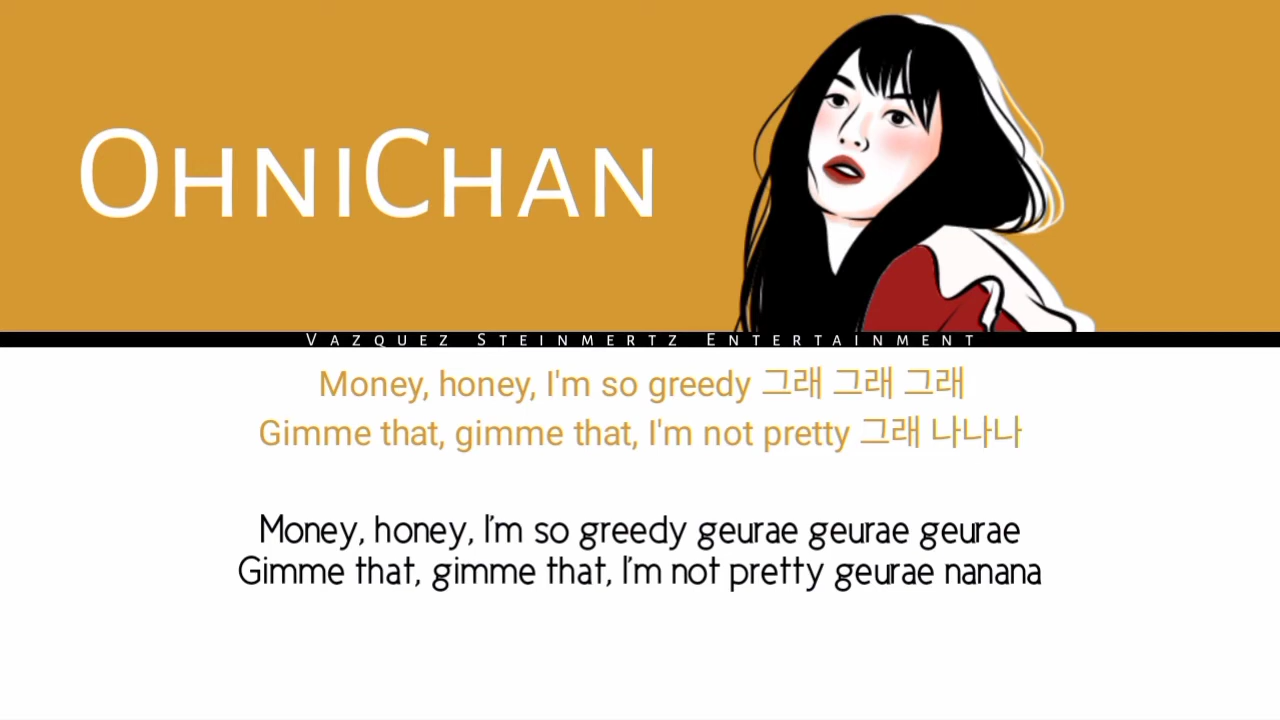 OHNICHAN
VAZQUEZ STEINMERTZ ENTERTAINMENT
Money, honey, I'm so greedy 그래 그래 그래
Gimme that, gimme that, I'm not pretty 그래 나나나
Money, honey, I'm so greedy geurae geurae geurae
Gimme that, gimme that, I'm not pretty geurae nanana